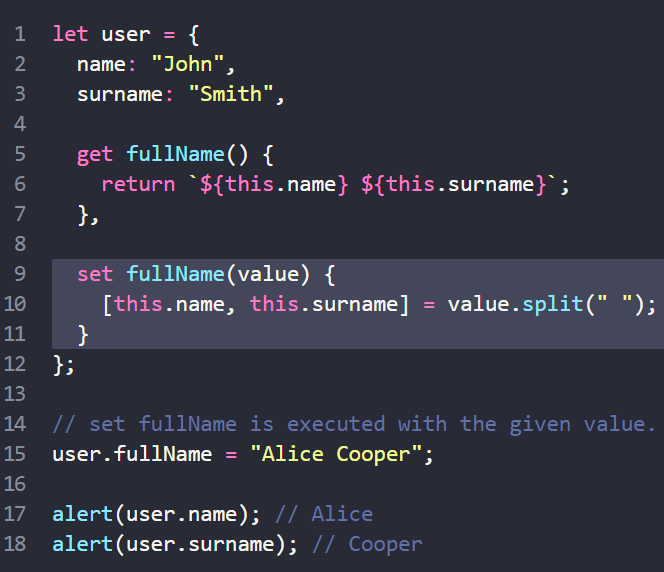 1 let user = {
2   name: "John",
3   surname: "Smith",
4
5   get fullName() {
6     return `${this.name} ${this.surname}`;
7   },
8
9   set fullName(value) {
10     [this.name, this.surname] = value.split(" ");
11   }
12 };
13
14 // set fullName is executed with the given value.
15 user.fullName = "Alice Cooper";
16
17 alert(user.name); // Alice
18 alert(user.surname); // Cooper